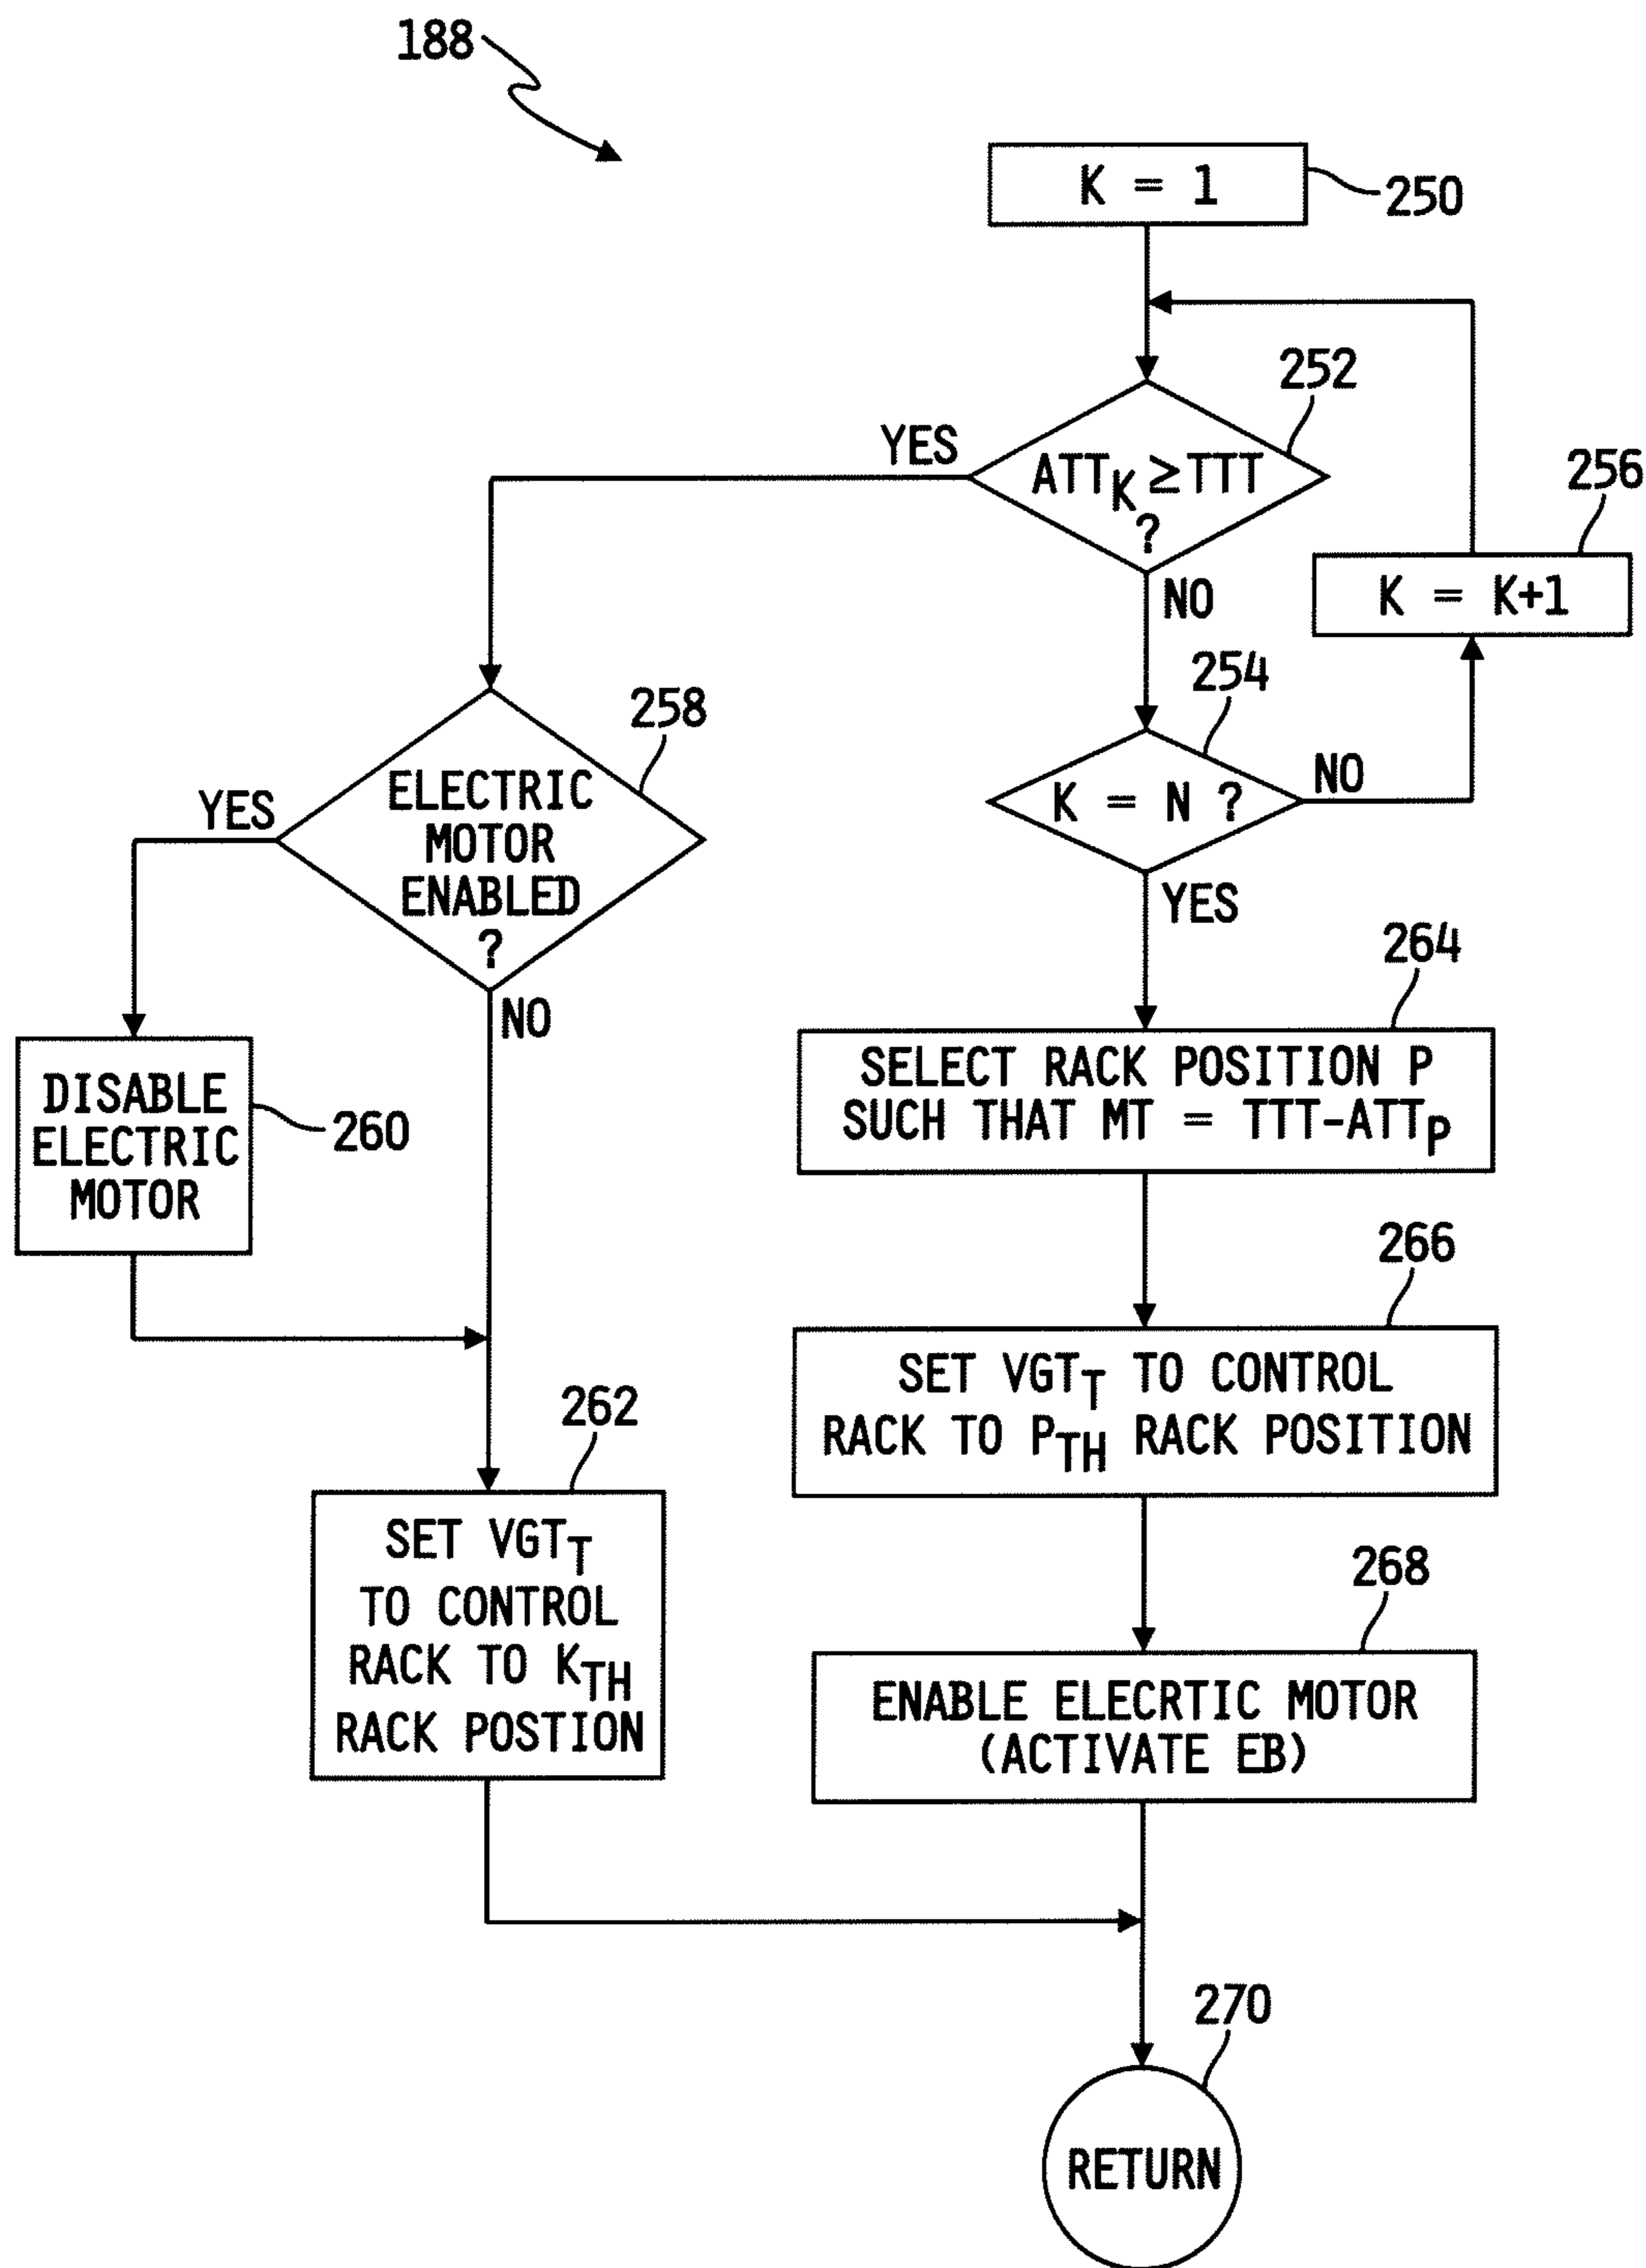 188
K = 1
250
252
YES
ATTK ≥TTT
?
256
NO
K = K+1
254
258
K = N ?
NO
YES
ELECTRIC
MOTOR
ENABLED
?
YES
264
NO
DISABLE
ELECTRIC
MOTOR
260
SELECT RACK POSITION P
SUCH THAT MT = TTT-ATTP
266
262
SET VGTT TO CONTROL
RACK TO PTH RACK POSITION
SET VGTT
TO CONTROL
RACK TO KTH
RACK POSTION
268
ENABLE ELECRTIC MOTOR
(ACTIVATE EB)
270
RETURN